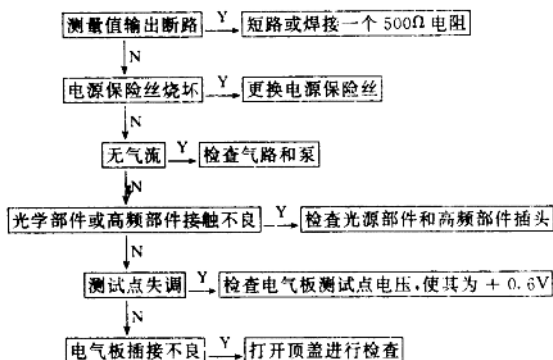 测量值输出断路 Y 短路或焊接一个500Ω电阻
N
电源保险丝烧坏 Y 更换电源保险丝
N
无气流 Y 检查气路和泵
N
光学部件或高频部件接触不良 Y 检查光源部件和高频部件插头
N
测试点失调 Y 检查电气板测试点电压,使其为+0.6V
N
电气板插接不良 Y 打开顶盖进行检查